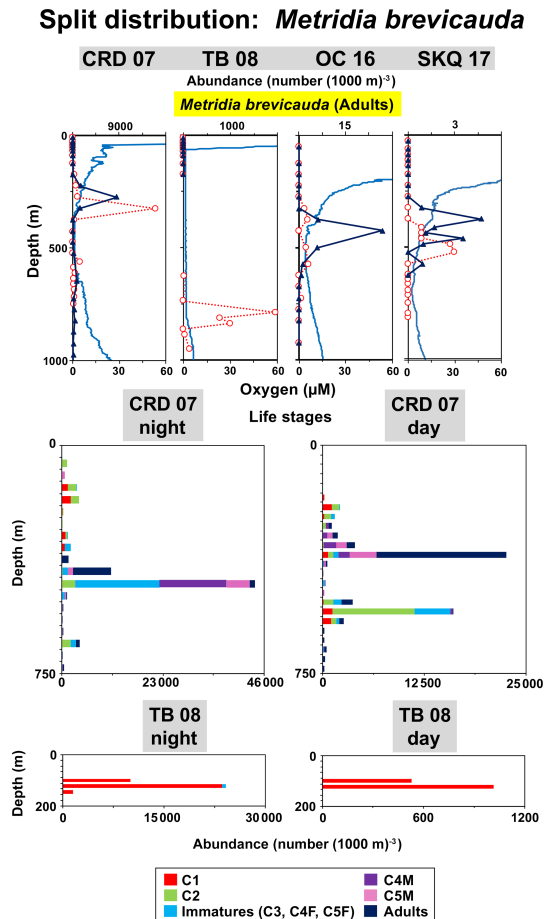 Split distribution: Metridia brevicauda
CRD 07 TB 08 OC 16 SKQ 17
Abundance (number (1000 m)-3
Metridia brevicauda (Adults)
9000 1000 15 3
0
500
1000
Depth (m)
0 30 60 0 30 60 0 30 60 0 30 60
Oxygen (µM)
Life stages
CRD 07 night
CRD 07 day
0 0
Depth (m)
750 750
0 23 000 46 000 0 12 500 25 000
TB 08 night
TB 08 day
0 0
Depth (m)
200 200
0 15 000 30 000 0 600 1200
Abundance (number (1000 m)-3
C1 C4M
C2 C5M
Immatures (C3, C4F, C5F) Adults